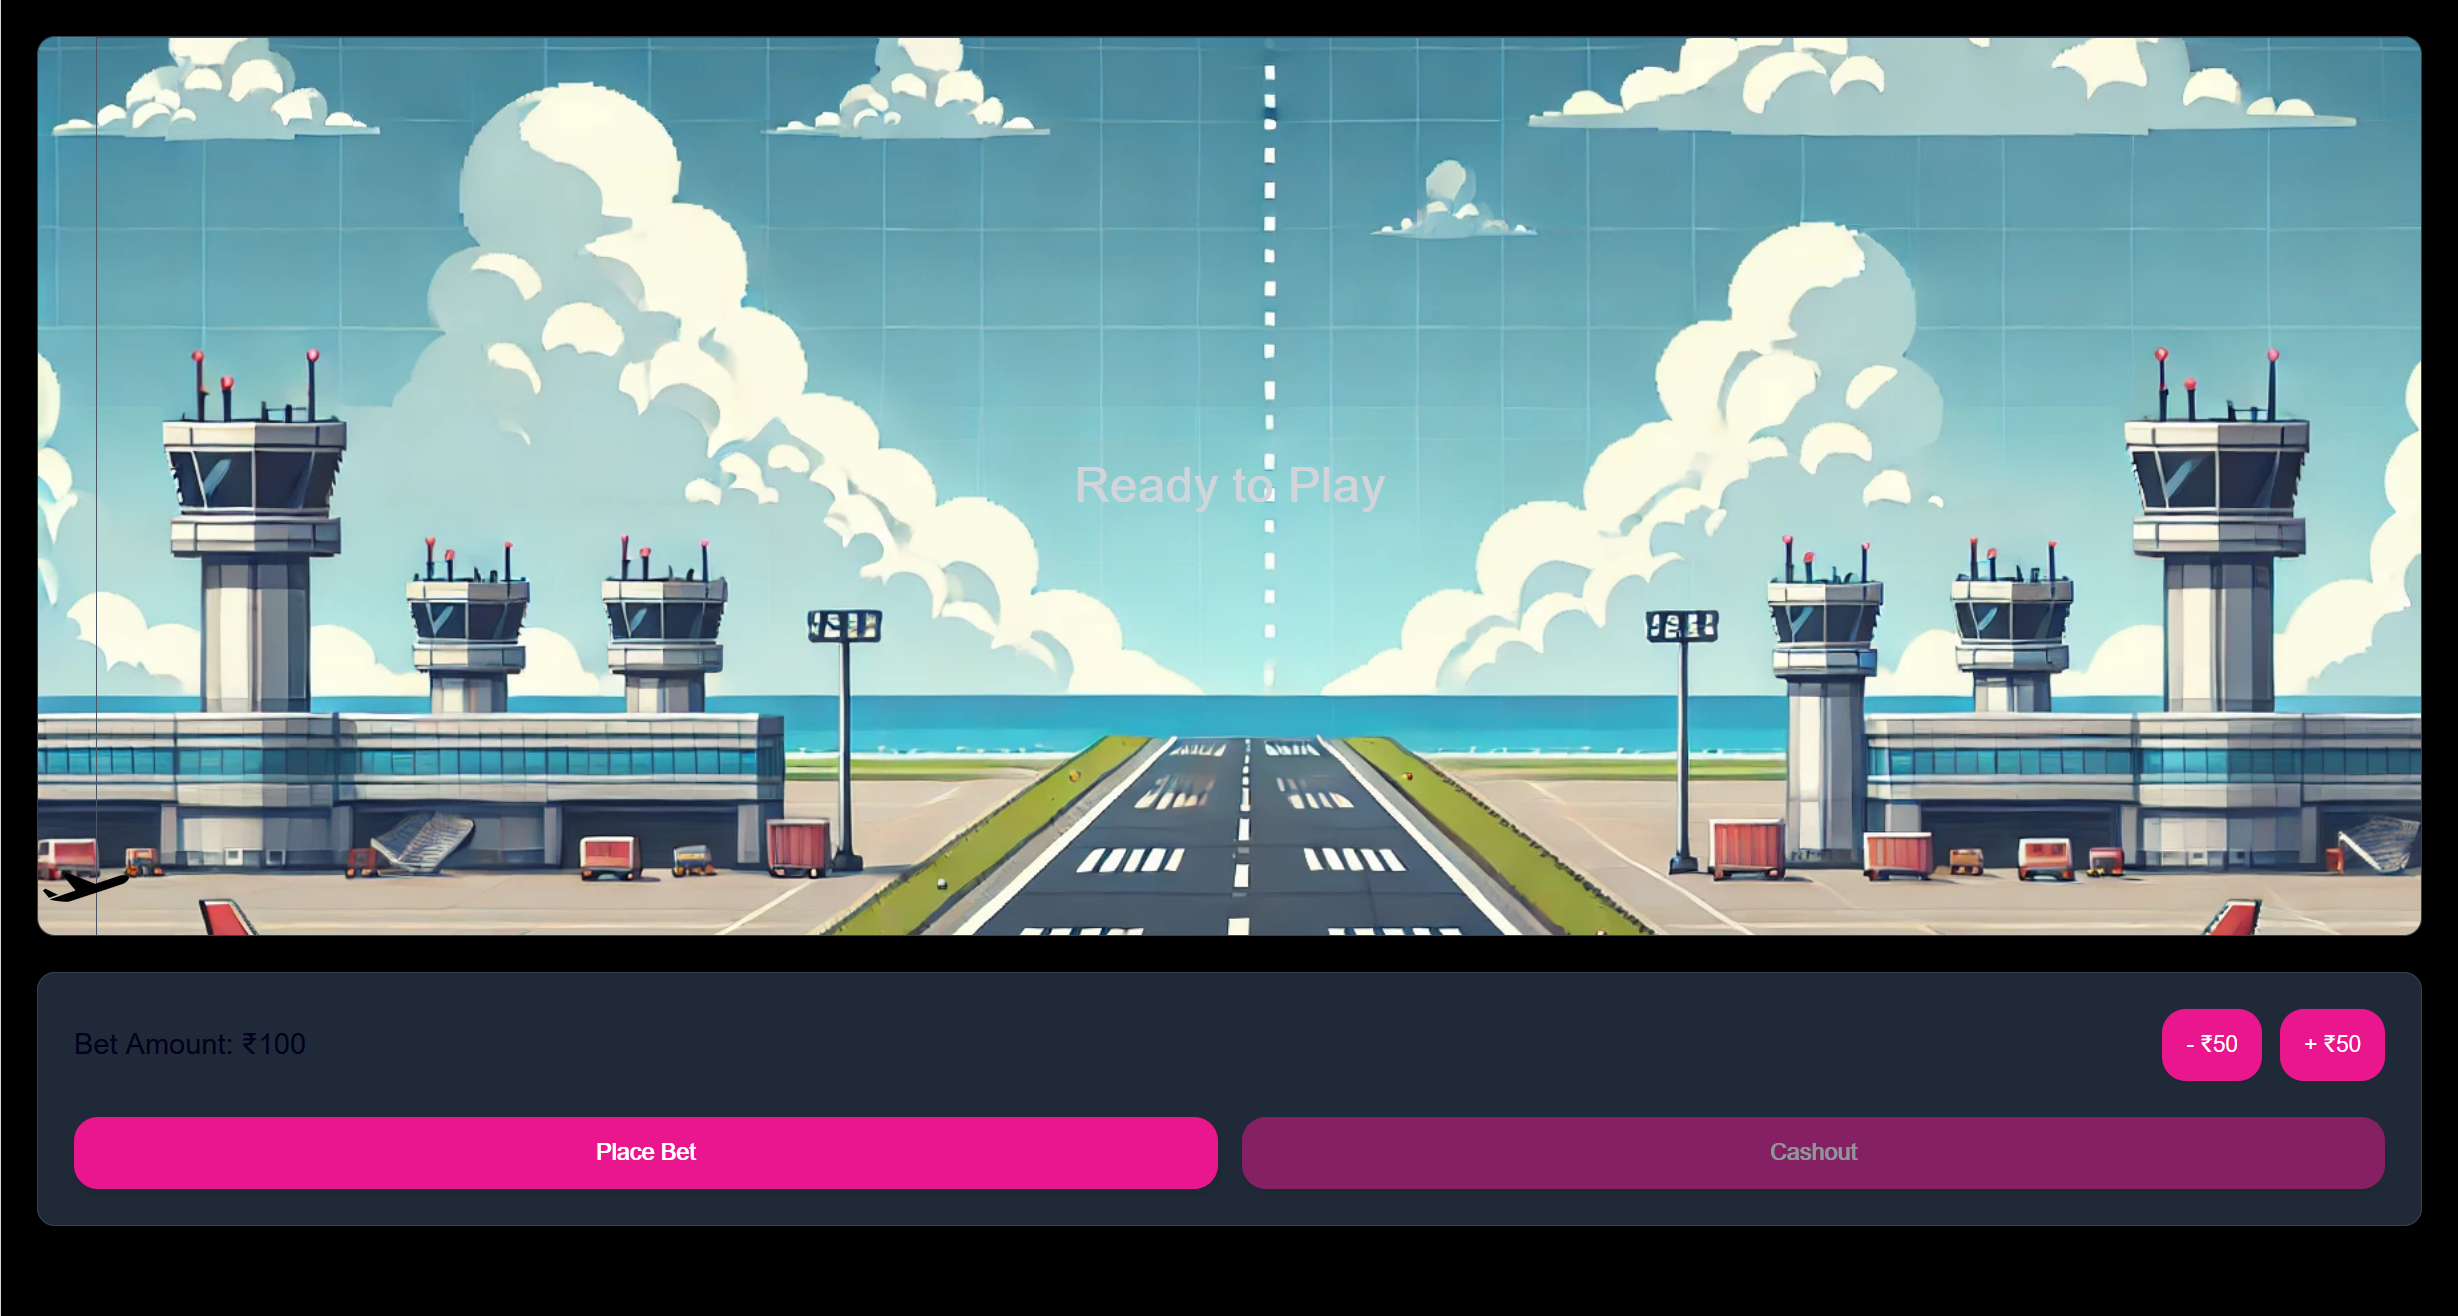 Ready to Play
Bet Amount: ₹100
- ₹50
+ ₹50
Place Bet
Cashout